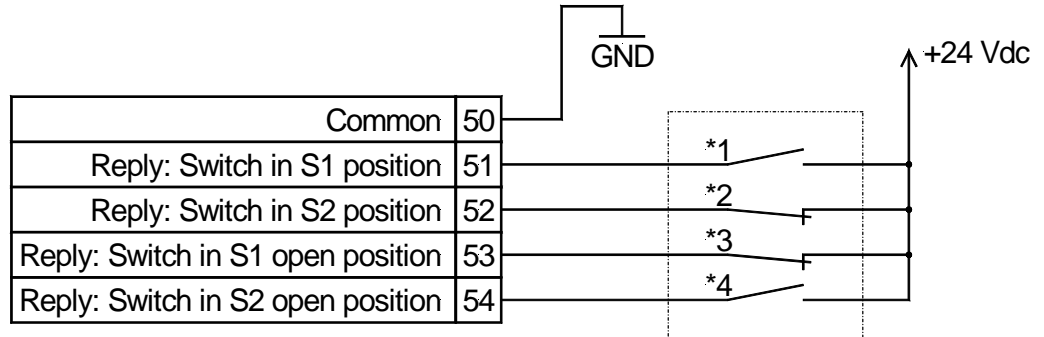 GND
+24 Vdc
Common 50
Reply: Switch in S1 position 51 *1
Reply: Switch in S2 position 52 *2
Reply: Switch in S1 open position 53 *3
Reply: Switch in S2 open position 54 *4